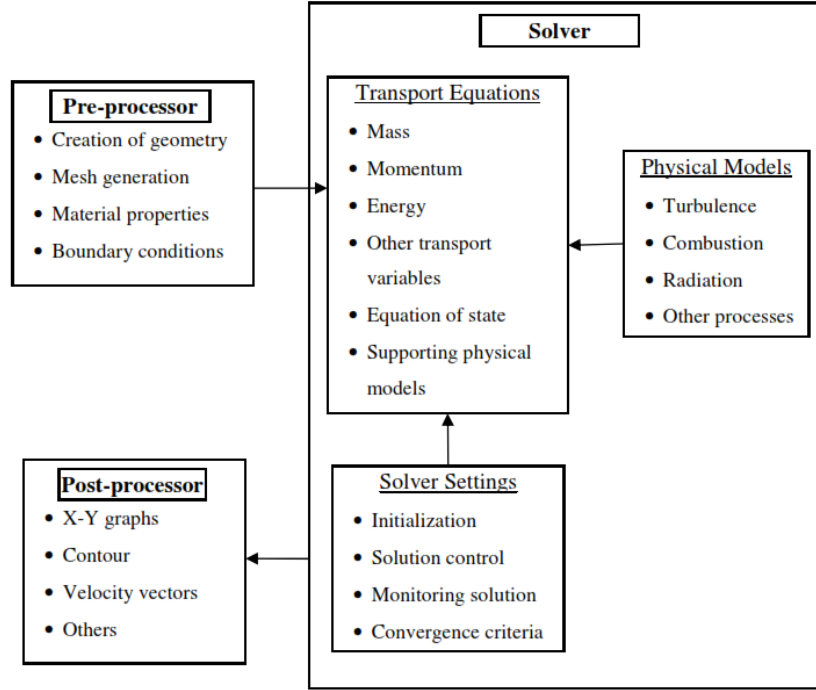 Solver
Pre-processor
• Creation of geometry
• Mesh generation
• Material properties
• Boundary conditions
Transport Equations
• Mass
• Momentum
• Energy
• Other transport
variables
• Equation of state
• Supporting physical
models
Physical Models
• Turbulence
• Combustion
• Radiation
• Other processes
Post-processor
• X-Y graphs
• Contour
• Velocity vectors
• Others
Solver Settings
• Initialization
• Solution control
• Monitoring solution
• Convergence criteria